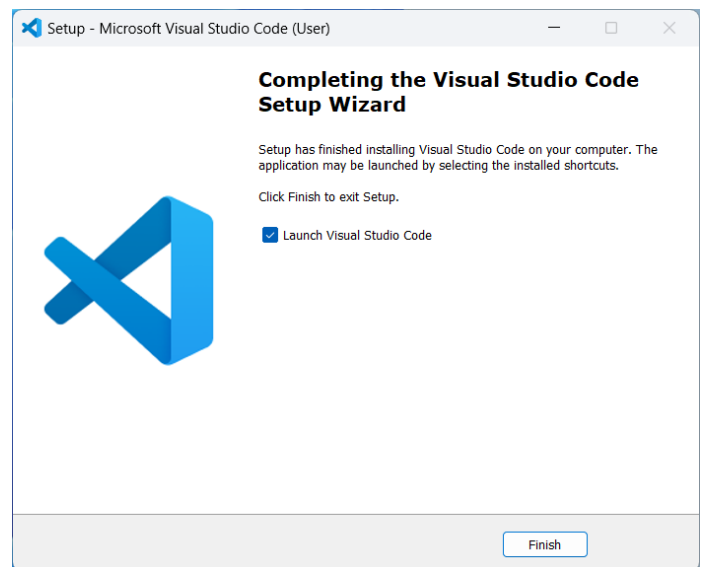 Setup - Microsoft Visual Studio Code (User)
Completing the Visual Studio Code
Setup Wizard
Setup has finished installing Visual Studio Code on your computer. The
application may be launched by selecting the installed shortcuts.
Click Finish to exit Setup.
Launch Visual Studio Code
Finish